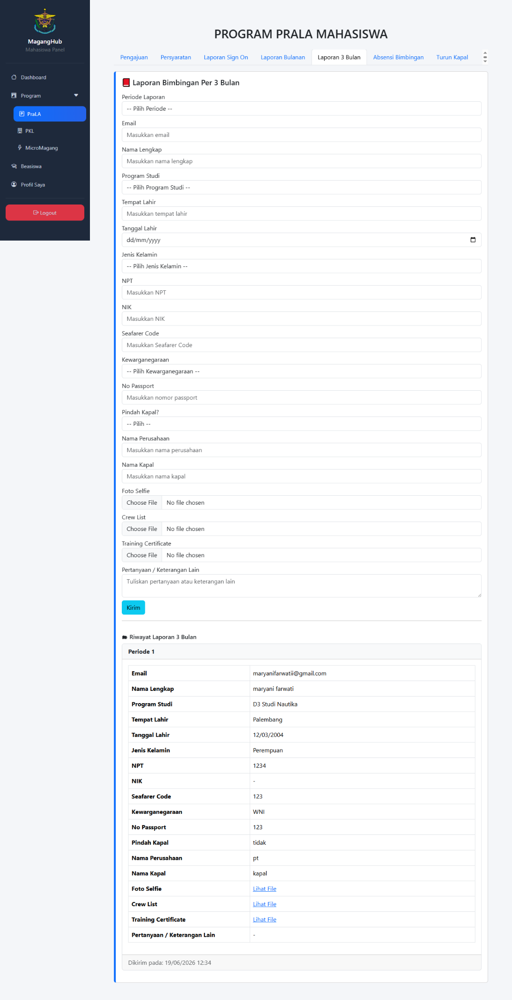 MagangHub
Mahasiswa Panel
Dashboard
Program
PraLA
PKL
MicroMagang
Beasiswa
Profil Saya
Logout
PROGRAM PRALA MAHASISWA
Pengajuan Persyaratan Laporan Sign On Laporan Bulanan Laporan 3 Bulan Absensi Bimbingan Turun Kapal
Laporan Bimbingan Per 3 Bulan
Periode Laporan
-- Pilih Periode --
Email
Masukkan email
Nama Lengkap
Masukkan nama lengkap
Program Studi
-- Pilih Program Studi --
Tempat Lahir
Masukkan tempat lahir
Tanggal Lahir
dd/mm/yyyy
Jenis Kelamin
-- Pilih Jenis Kelamin --
NPT
Masukkan NPT
NIK
Masukkan NIK
Seafarer Code
Masukkan Seafarer Code
Kewarganegaraan
-- Pilih Kewarganegaraan --
No Passport
Masukkan nomor passport
Pindah Kapal?
-- Pilih --
Nama Perusahaan
Masukkan nama perusahaan
Nama Kapal
Masukkan nama kapal
Foto Selfie
Choose File No file chosen
Crew List
Choose File No file chosen
Training Certificate
Choose File No file chosen
Pertanyaan / Keterangan Lain
Tuliskan pertanyaan atau keterangan lain
Kirim
Riwayat Laporan 3 Bulan
Periode 1
Email maryanifarwatii@gmail.com
Nama Lengkap maryani farwati
Program Studi D3 Studi Nautika
Tempat Lahir Palembang
Tanggal Lahir 12/03/2004
Jenis Kelamin Perempuan
NPT 1234
NIK -
Seafarer Code 123
Kewarganegaraan WNI
No Passport 123
Pindah Kapal tidak
Nama Perusahaan pt
Nama Kapal kapal
Foto Selfie Lihat File
Crew List Lihat File
Training Certificate Lihat File
Pertanyaan / Keterangan Lain -
Dikirim pada: 19/06/2026 12:34